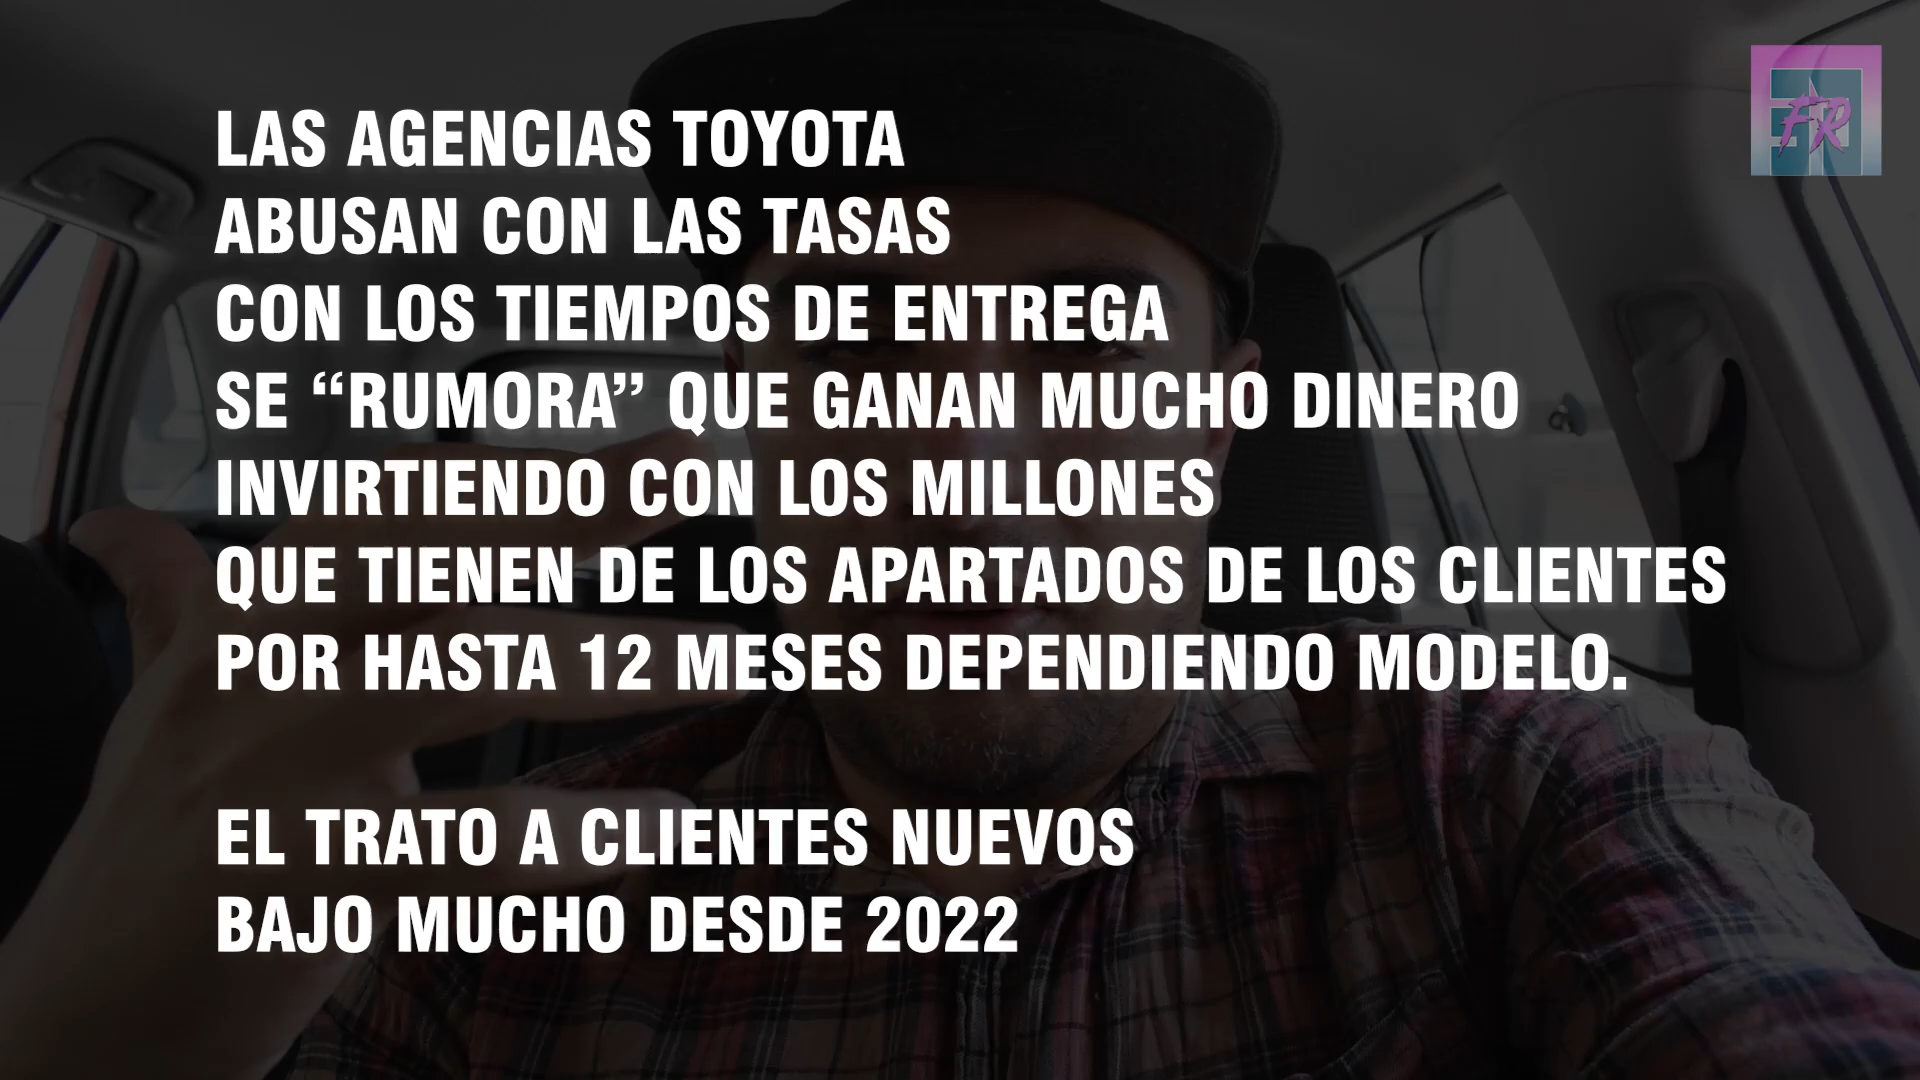 LAS AGENCIAS TOYOTA
ABUSAN CON LAS TASAS
CON LOS TIEMPOS DE ENTREGA
SE “RUMORA” QUE GANAN MUCHO DINERO
INVIRTIENDO CON LOS MILLONES
QUE TIENEN DE LOS APARTADOS DE LOS CLIENTES
POR HASTA 12 MESES DEPENDIENDO MODELO.
EL TRATO A CLIENTES NUEVOS
BAJO MUCHO DESDE 2022
FR